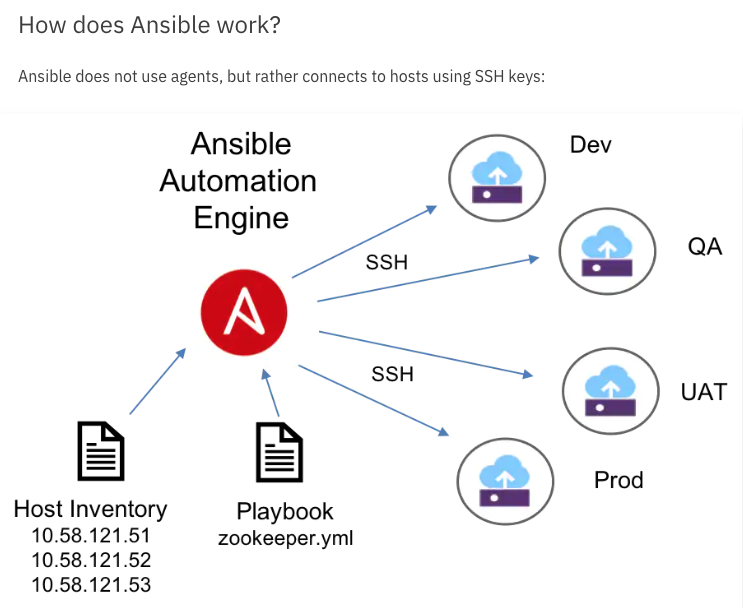 How does Ansible work?
Ansible does not use agents, but rather connects to hosts using SSH keys:
Ansible
Automation
Engine
Dev
SSH
QA
SSH
UAT
Prod
Host Inventory
10.58.121.51
10.58.121.52
10.58.121.53
Playbook
zookeeper.yml